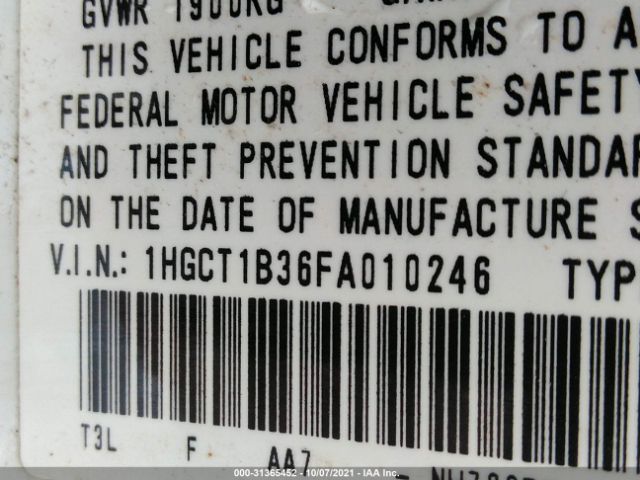 GVWR 1900KG
THIS VEHICLE CONFORMS TO A
FEDERAL MOTOR VEHICLE SAFETY
AND THEFT PREVENTION STANDAR
ON THE DATE OF MANUFACTURE S
V.I.N.: 1HGCT1B36FA010246 TYP
T3L F AA7
000-31365452 - 10/07/2021 - IAA Inc.